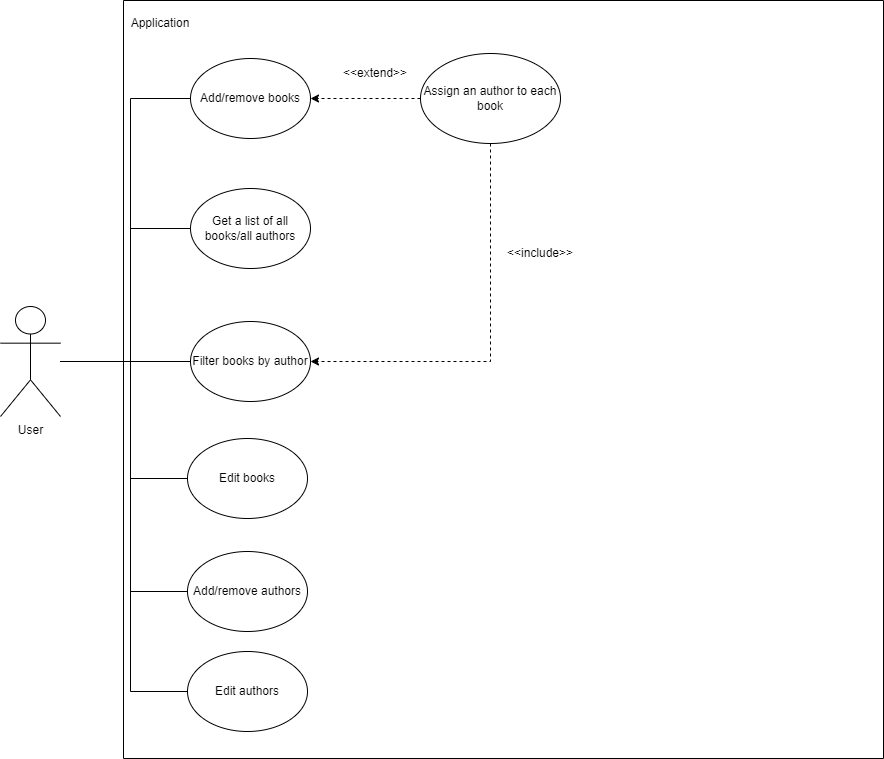 Application
<<extend>>
Add/remove books
Assign an author to each
book
Get a list of all
books/all authors
<<include>>
Filter books by author
User
Edit books
Add/remove authors
Edit authors